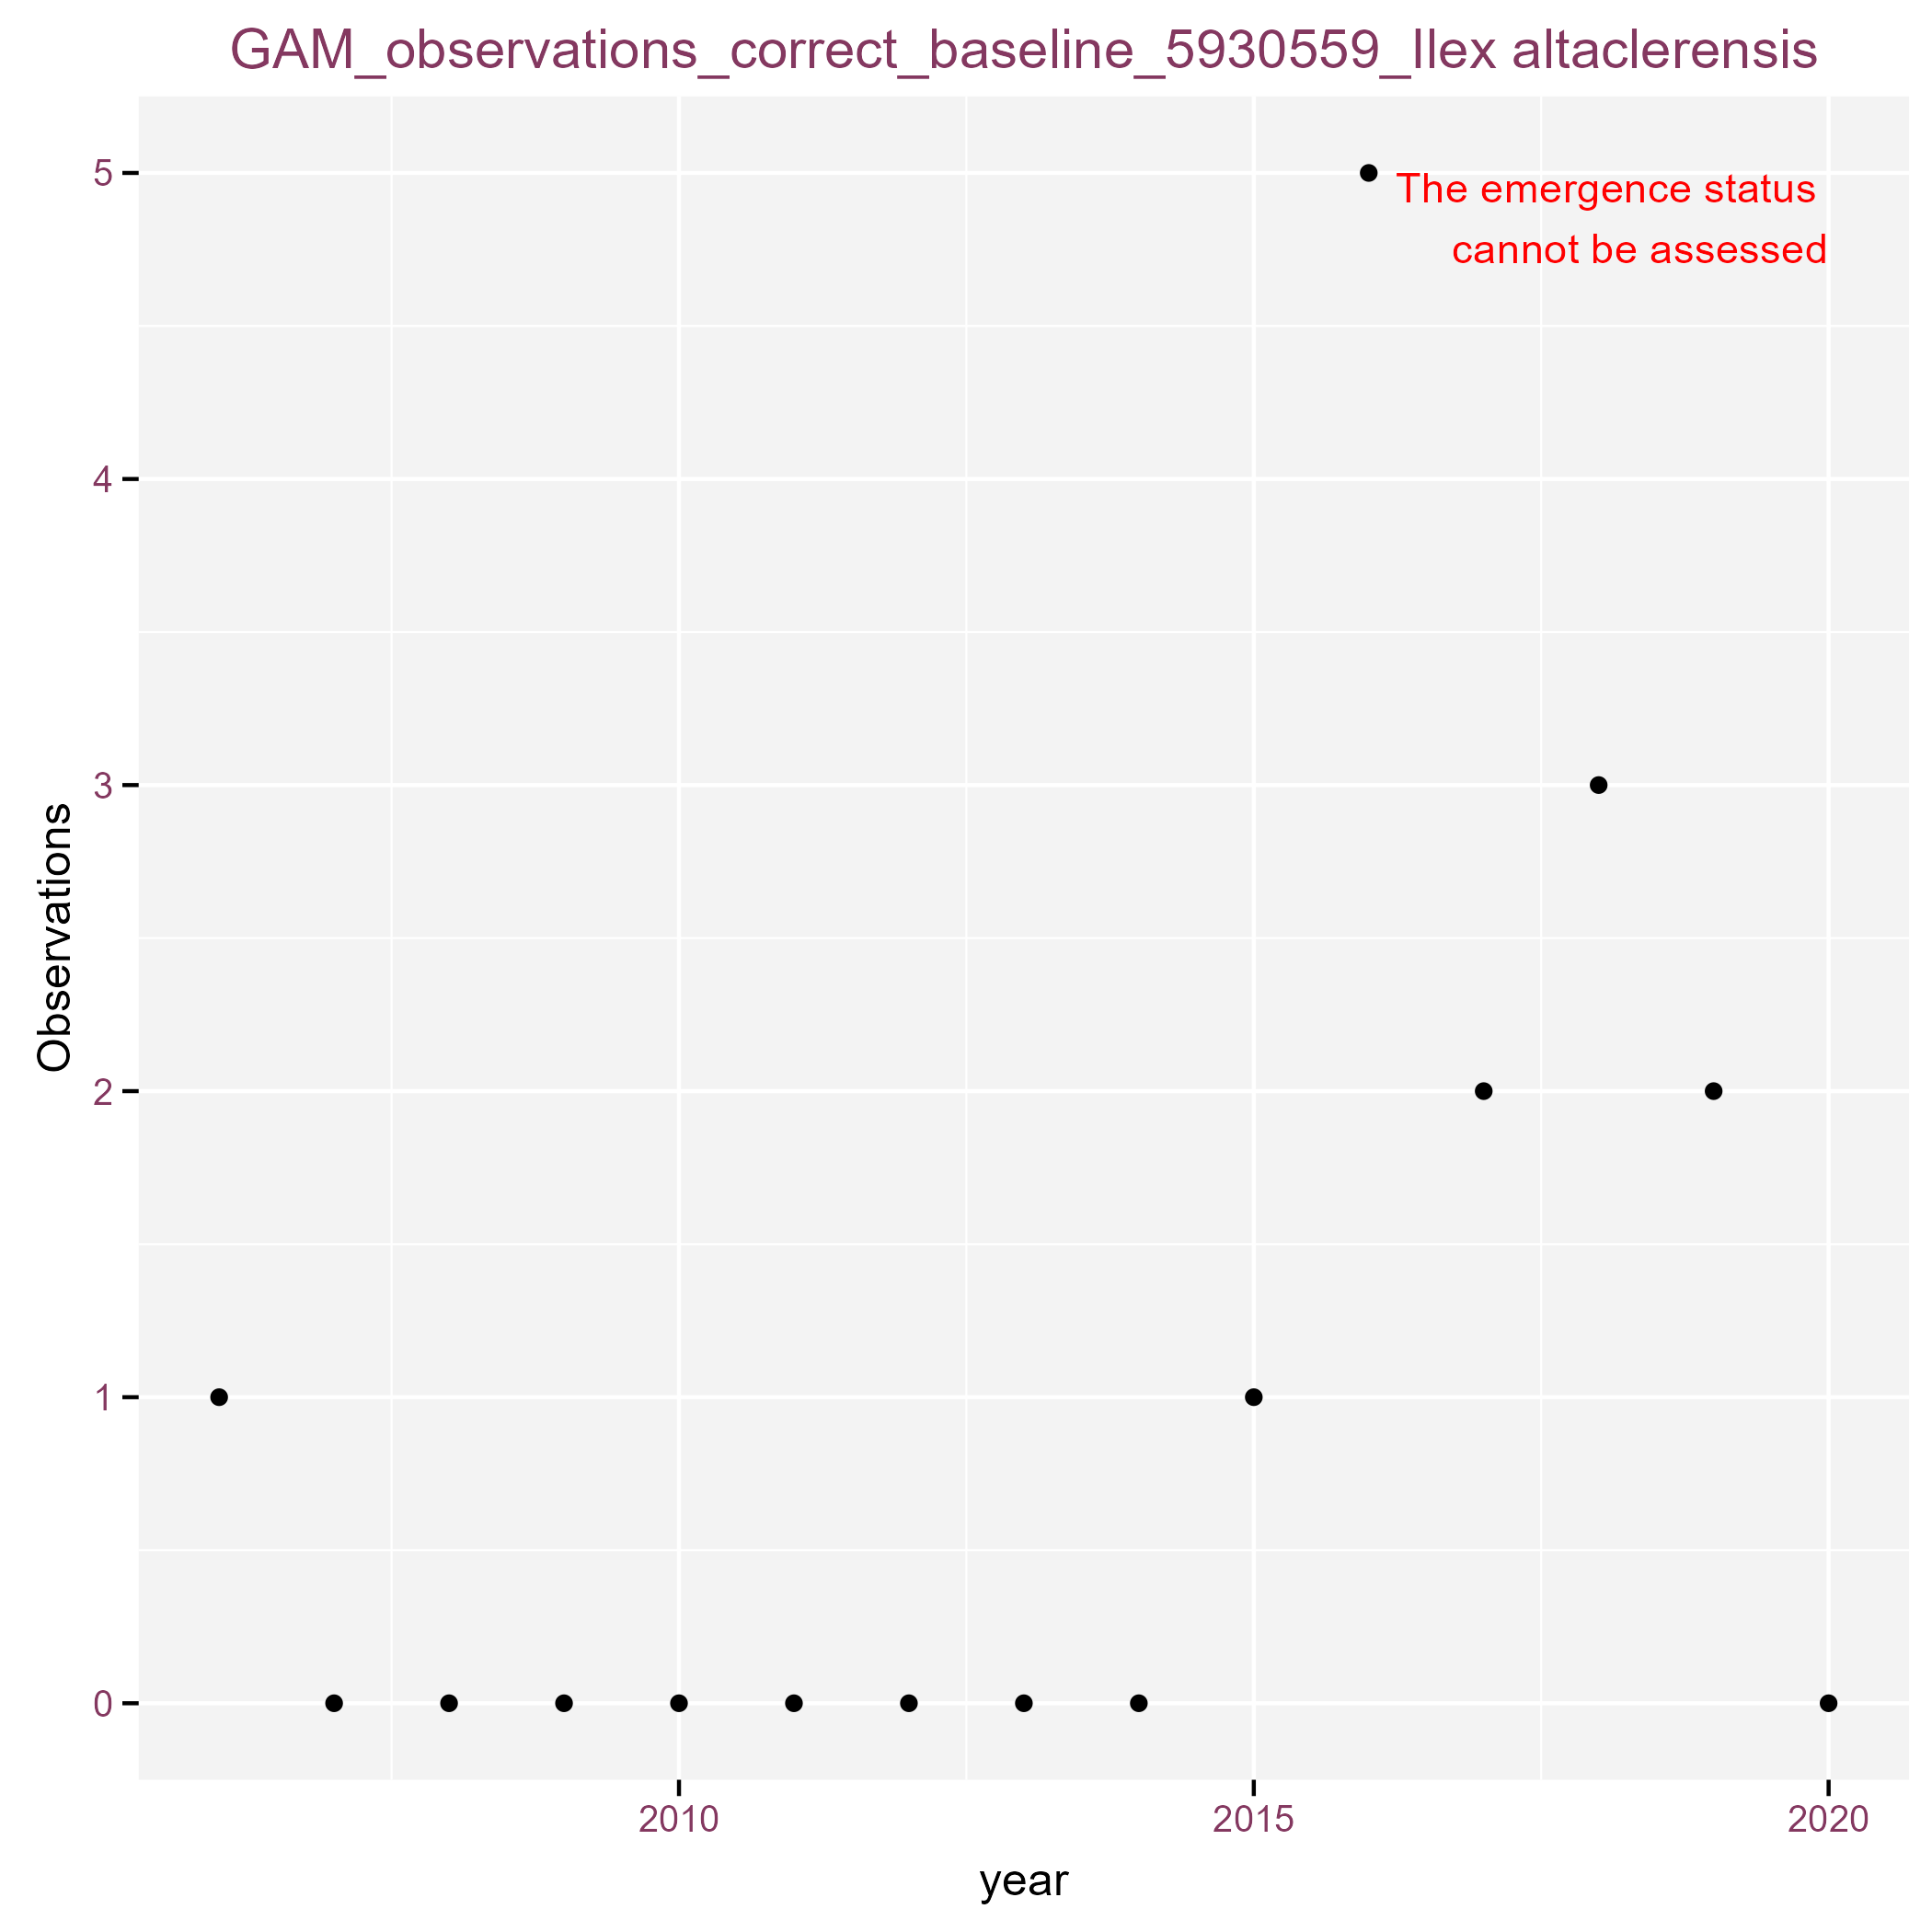 GAM_observations_correct_baseline_5930559_Ilex altaclerensis
The emergence status
cannot be assessed
Observations
5
4
3
2
1
0
2010 2015 2020
year